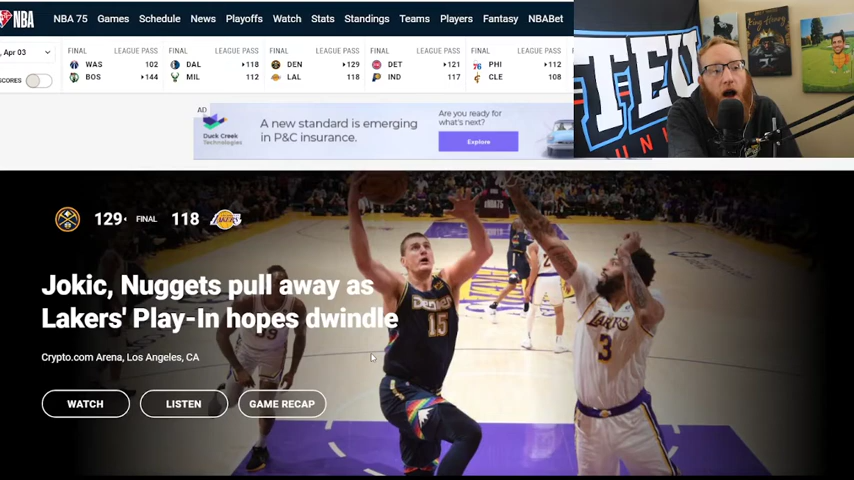 NBA NBA 75 Games Schedule News Playoffs Watch Stats Standings Teams Players Fantasy NBABet
, Apr 03
SCORES
FINAL LEAGUE PASS
WAS 102
BOS 144
FINAL LEAGUE PASS
DAL 118
MIL 112
FINAL LEAGUE PASS
DEN 129
LAL 118
FINAL LEAGUE PASS
DET 121
IND 117
FINAL LEAGUE PASS
PHI 112
CLE 108
AD
Duck Creek
Technologies
A new standard is emerging
in P&C insurance.
Are you ready for
what's next?
Explore
TEU
UNI
129 FINAL 118 LAKERS
Jokic, Nuggets pull away as
Lakers' Play-In hopes dwindle
Crypto.com Arena, Los Angeles, CA
WATCH LISTEN GAME RECAP
DENVER
15
LAKERS
3